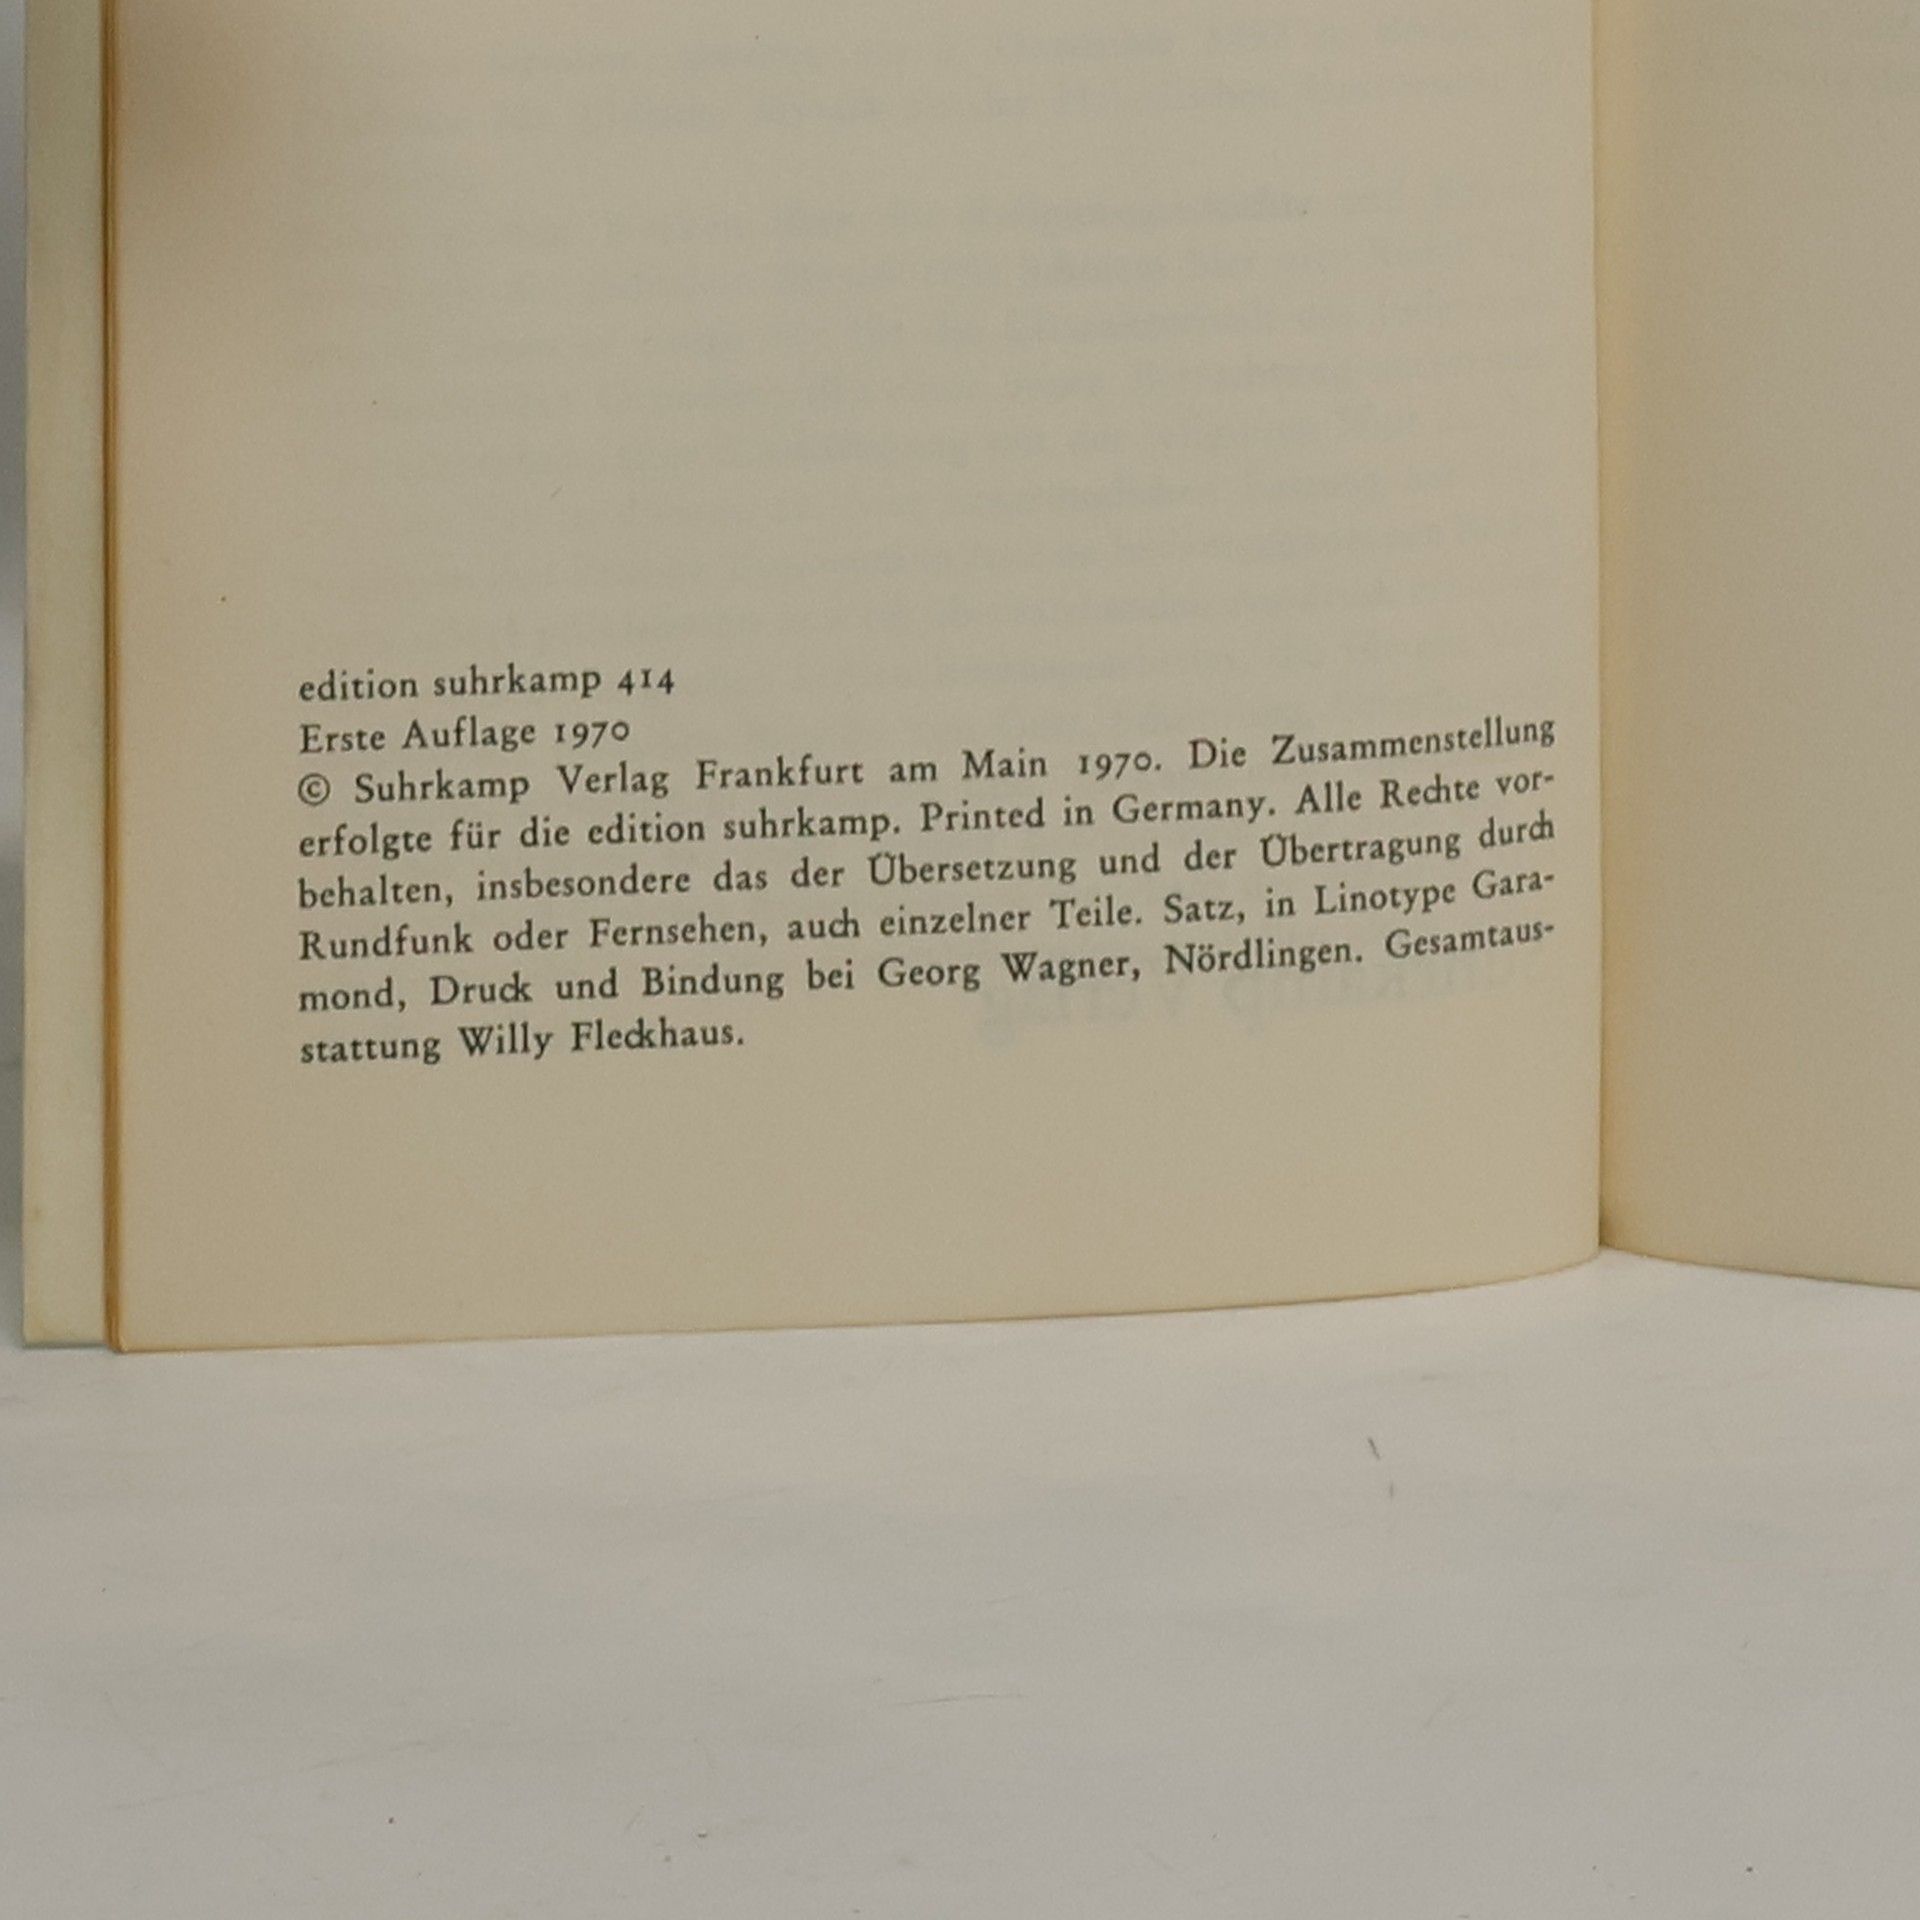 edition suhrkamp 414
Erste Auflage 1970
© Suhrkamp Verlag Frankfurt am Main 1970. Die Zusammenstellung
erfolgte für die edition suhrkamp. Printed in Germany. Alle Rechte vor-
behalten, insbesondere das der Übersetzung und der Übertragung durch
Rundfunk oder Fernsehen, auch einzelner Teile. Satz, in Linotype Gara-
mond, Druck und Bindung bei Georg Wagner, Nördlingen. Gesamtaus-
stattung Willy Fleckhaus.